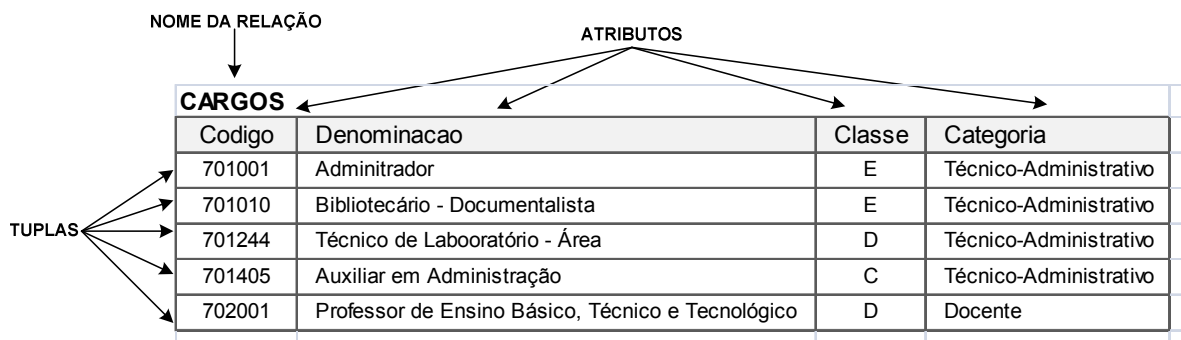 NOME DA RELAÇÃO
ATRIBUTOS
CARGOS
Codigo Denominacao Classe Categoria
701001 Adminitrador E Técnico-Administrativo
701010 Bibliotecário - Documentalista E Técnico-Administrativo
TUPLAS
701244 Técnico de Labooratório - Área D Técnico-Administrativo
701405 Auxiliar em Administração C Técnico-Administrativo
702001 Professor de Ensino Básico, Técnico e Tecnológico D Docente